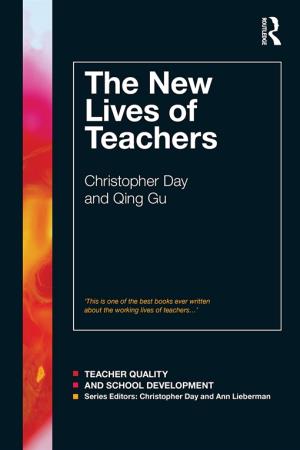 ROUTLEDGE
The New
Lives of
Teachers
Christopher Day
and Qing Gu
‘This is one of the best books ever written
about the working lives of teachers…’
TEACHER QUALITY
AND SCHOOL DEVELOPMENT
Series Editors: Christopher Day and Ann Lieberman